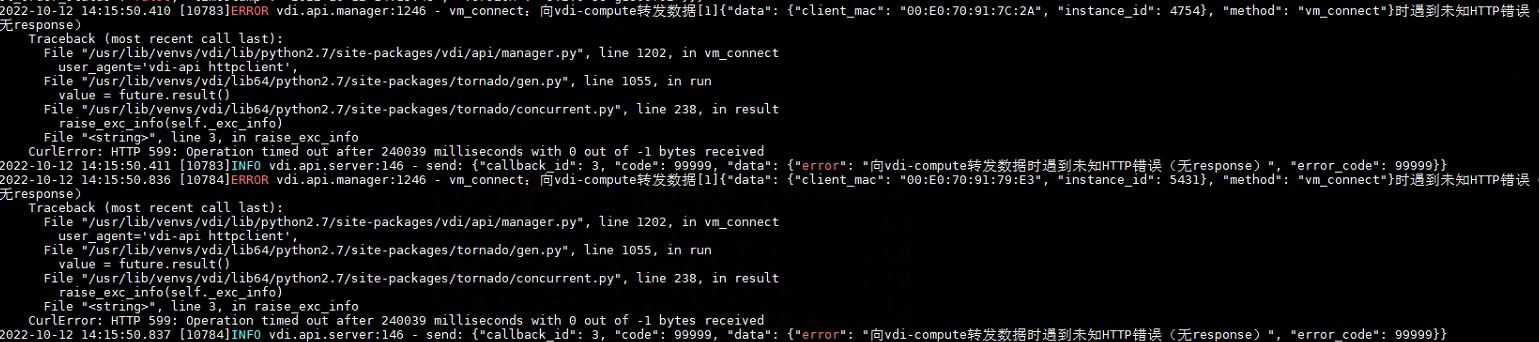 2022-10-12 14:15:50.410 [10783]ERROR vdi.api.manager:1246 - vm_connect：向vdi-compute转发数据[1]{"data": {"client_mac": "00:E0:70:91:7C:2A", "instance_id": 4754}, "method": "vm_connect"}时遇到未知HTTP错误（
无response）
Traceback (most recent call last):
File "/usr/lib/venvs/vdi/lib/python2.7/site-packages/vdi/api/manager.py", line 1202, in vm_connect
user_agent='vdi-api httpclient',
File "/usr/lib/venvs/vdi/lib64/python2.7/site-packages/tornado/gen.py", line 1055, in run
value = future.result()
File "/usr/lib/venvs/vdi/lib64/python2.7/site-packages/tornado/concurrent.py", line 238, in result
raise_exc_info(self._exc_info)
File "<string>", line 3, in raise_exc_info
CurlError: HTTP 599: Operation timed out after 240039 milliseconds with 0 out of -1 bytes received
2022-10-12 14:15:50.411 [10783]INFO vdi.api.server:146 - send: {"callback_id": 3, "code": 99999, "data": {"error": "向vdi-compute转发数据时遇到未知HTTP错误（无response）", "error_code": 99999}}
2022-10-12 14:15:50.836 [10784]ERROR vdi.api.manager:1246 - vm_connect：向vdi-compute转发数据[1]{"data": {"client_mac": "00:E0:70:91:79:E3", "instance_id": 5431}, "method": "vm_connect"}时遇到未知HTTP错误（
无response）
Traceback (most recent call last):
File "/usr/lib/venvs/vdi/lib/python2.7/site-packages/vdi/api/manager.py", line 1202, in vm_connect
user_agent='vdi-api httpclient',
File "/usr/lib/venvs/vdi/lib64/python2.7/site-packages/tornado/gen.py", line 1055, in run
value = future.result()
File "/usr/lib/venvs/vdi/lib64/python2.7/site-packages/tornado/concurrent.py", line 238, in result
raise_exc_info(self._exc_info)
File "<string>", line 3, in raise_exc_info
CurlError: HTTP 599: Operation timed out after 240039 milliseconds with 0 out of -1 bytes received
2022-10-12 14:15:50.837 [10784]INFO vdi.api.server:146 - send: {"callback_id": 3, "code": 99999, "data": {"error": "向vdi-compute转发数据时遇到未知HTTP错误（无response）", "error_code": 99999}}